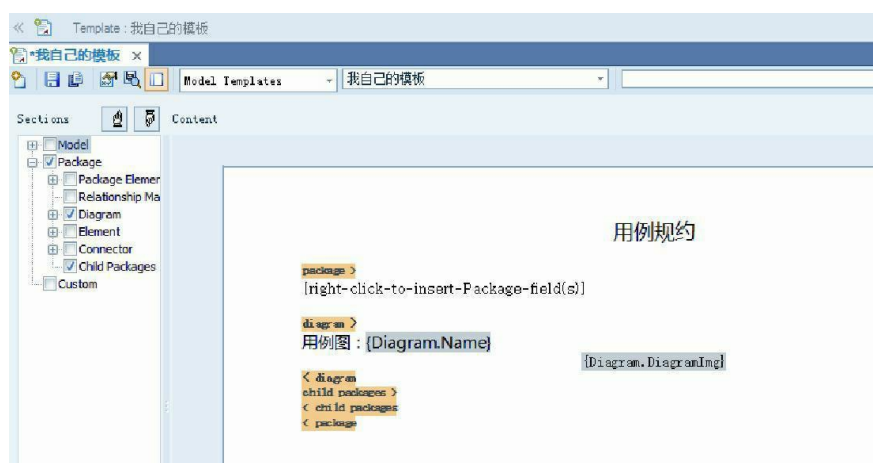 Template : 我自己的模板
*我自己的模板 ×
Model Templates 我自己的模板
Sections Content
Model
Package
Package Elemer
Relationship Ma
Diagram
Element
Connector
Child Packages
Custom
用例规约
package >
[right-click-to-insert-Package-field(s)]
diagram >
用例图：{Diagram.Name}
{Diagram.DiagramImg}
< diagram
child packages >
< child packages
< package